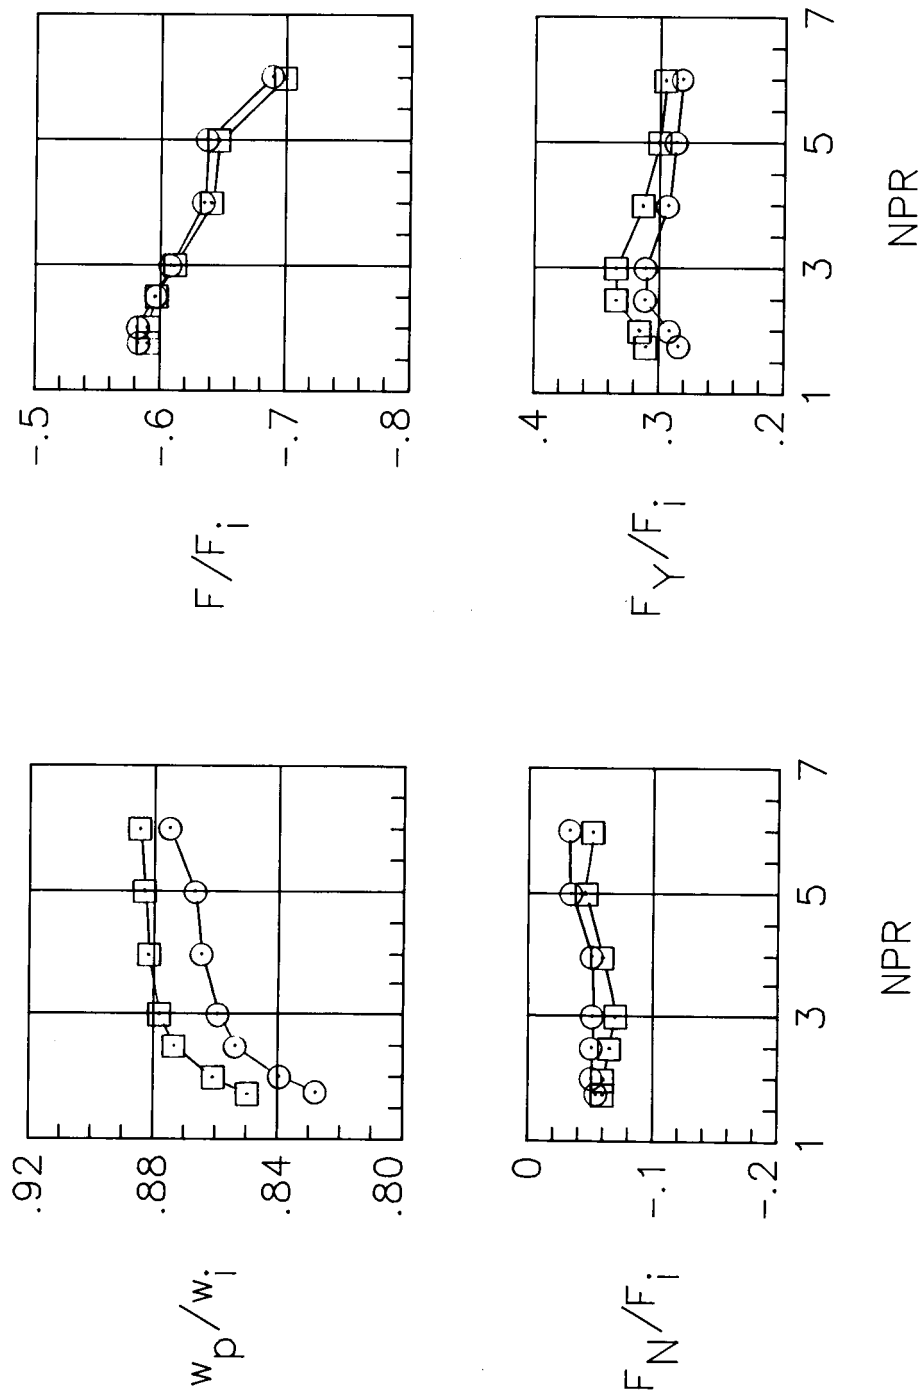 w_p/w_i
.92
.88
.84
.80
F/F_i
-.5
-.6
-.7
-.8
F_N/F_i
0
-.1
-.2
1 3 5 7
NPR
F_Y/F_i
.4
.3
.2
1 3 5 7
NPR